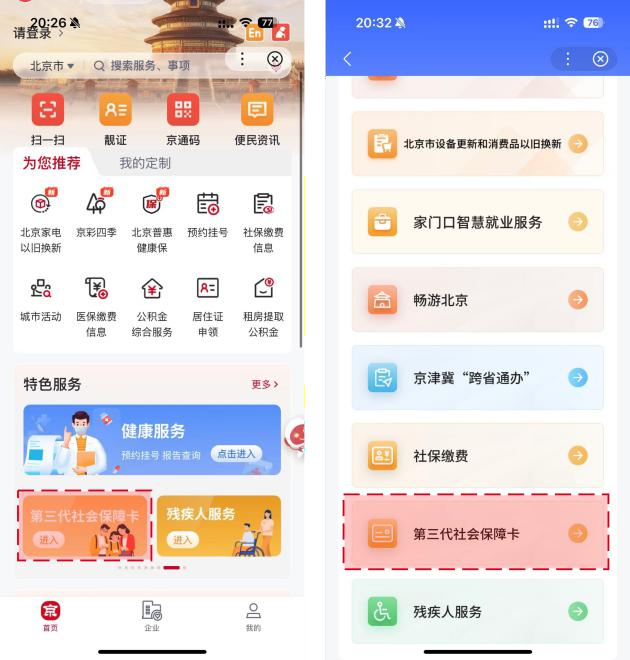 20:26
77
请登录
En
北京市
搜索服务、事项
扫一扫
靓证
京通码
便民资讯
为您推荐
我的定制
新
新
新
北京家电
以旧换新
京彩四季
北京普惠
健康保
预约挂号
社保缴费
信息
城市活动
医保缴费
信息
公积金
综合服务
居住证
申领
租房提取
公积金
特色服务
更多
健康服务
预约挂号 报告查询
点击进入
第三代社会保障卡
进入
残疾人服务
进入
京
首页
企业
我的
20:32
76
北京市设备更新和消费品以旧换新
家门口智慧就业服务
畅游北京
京津冀“跨省通办”
社保缴费
第三代社会保障卡
残疾人服务